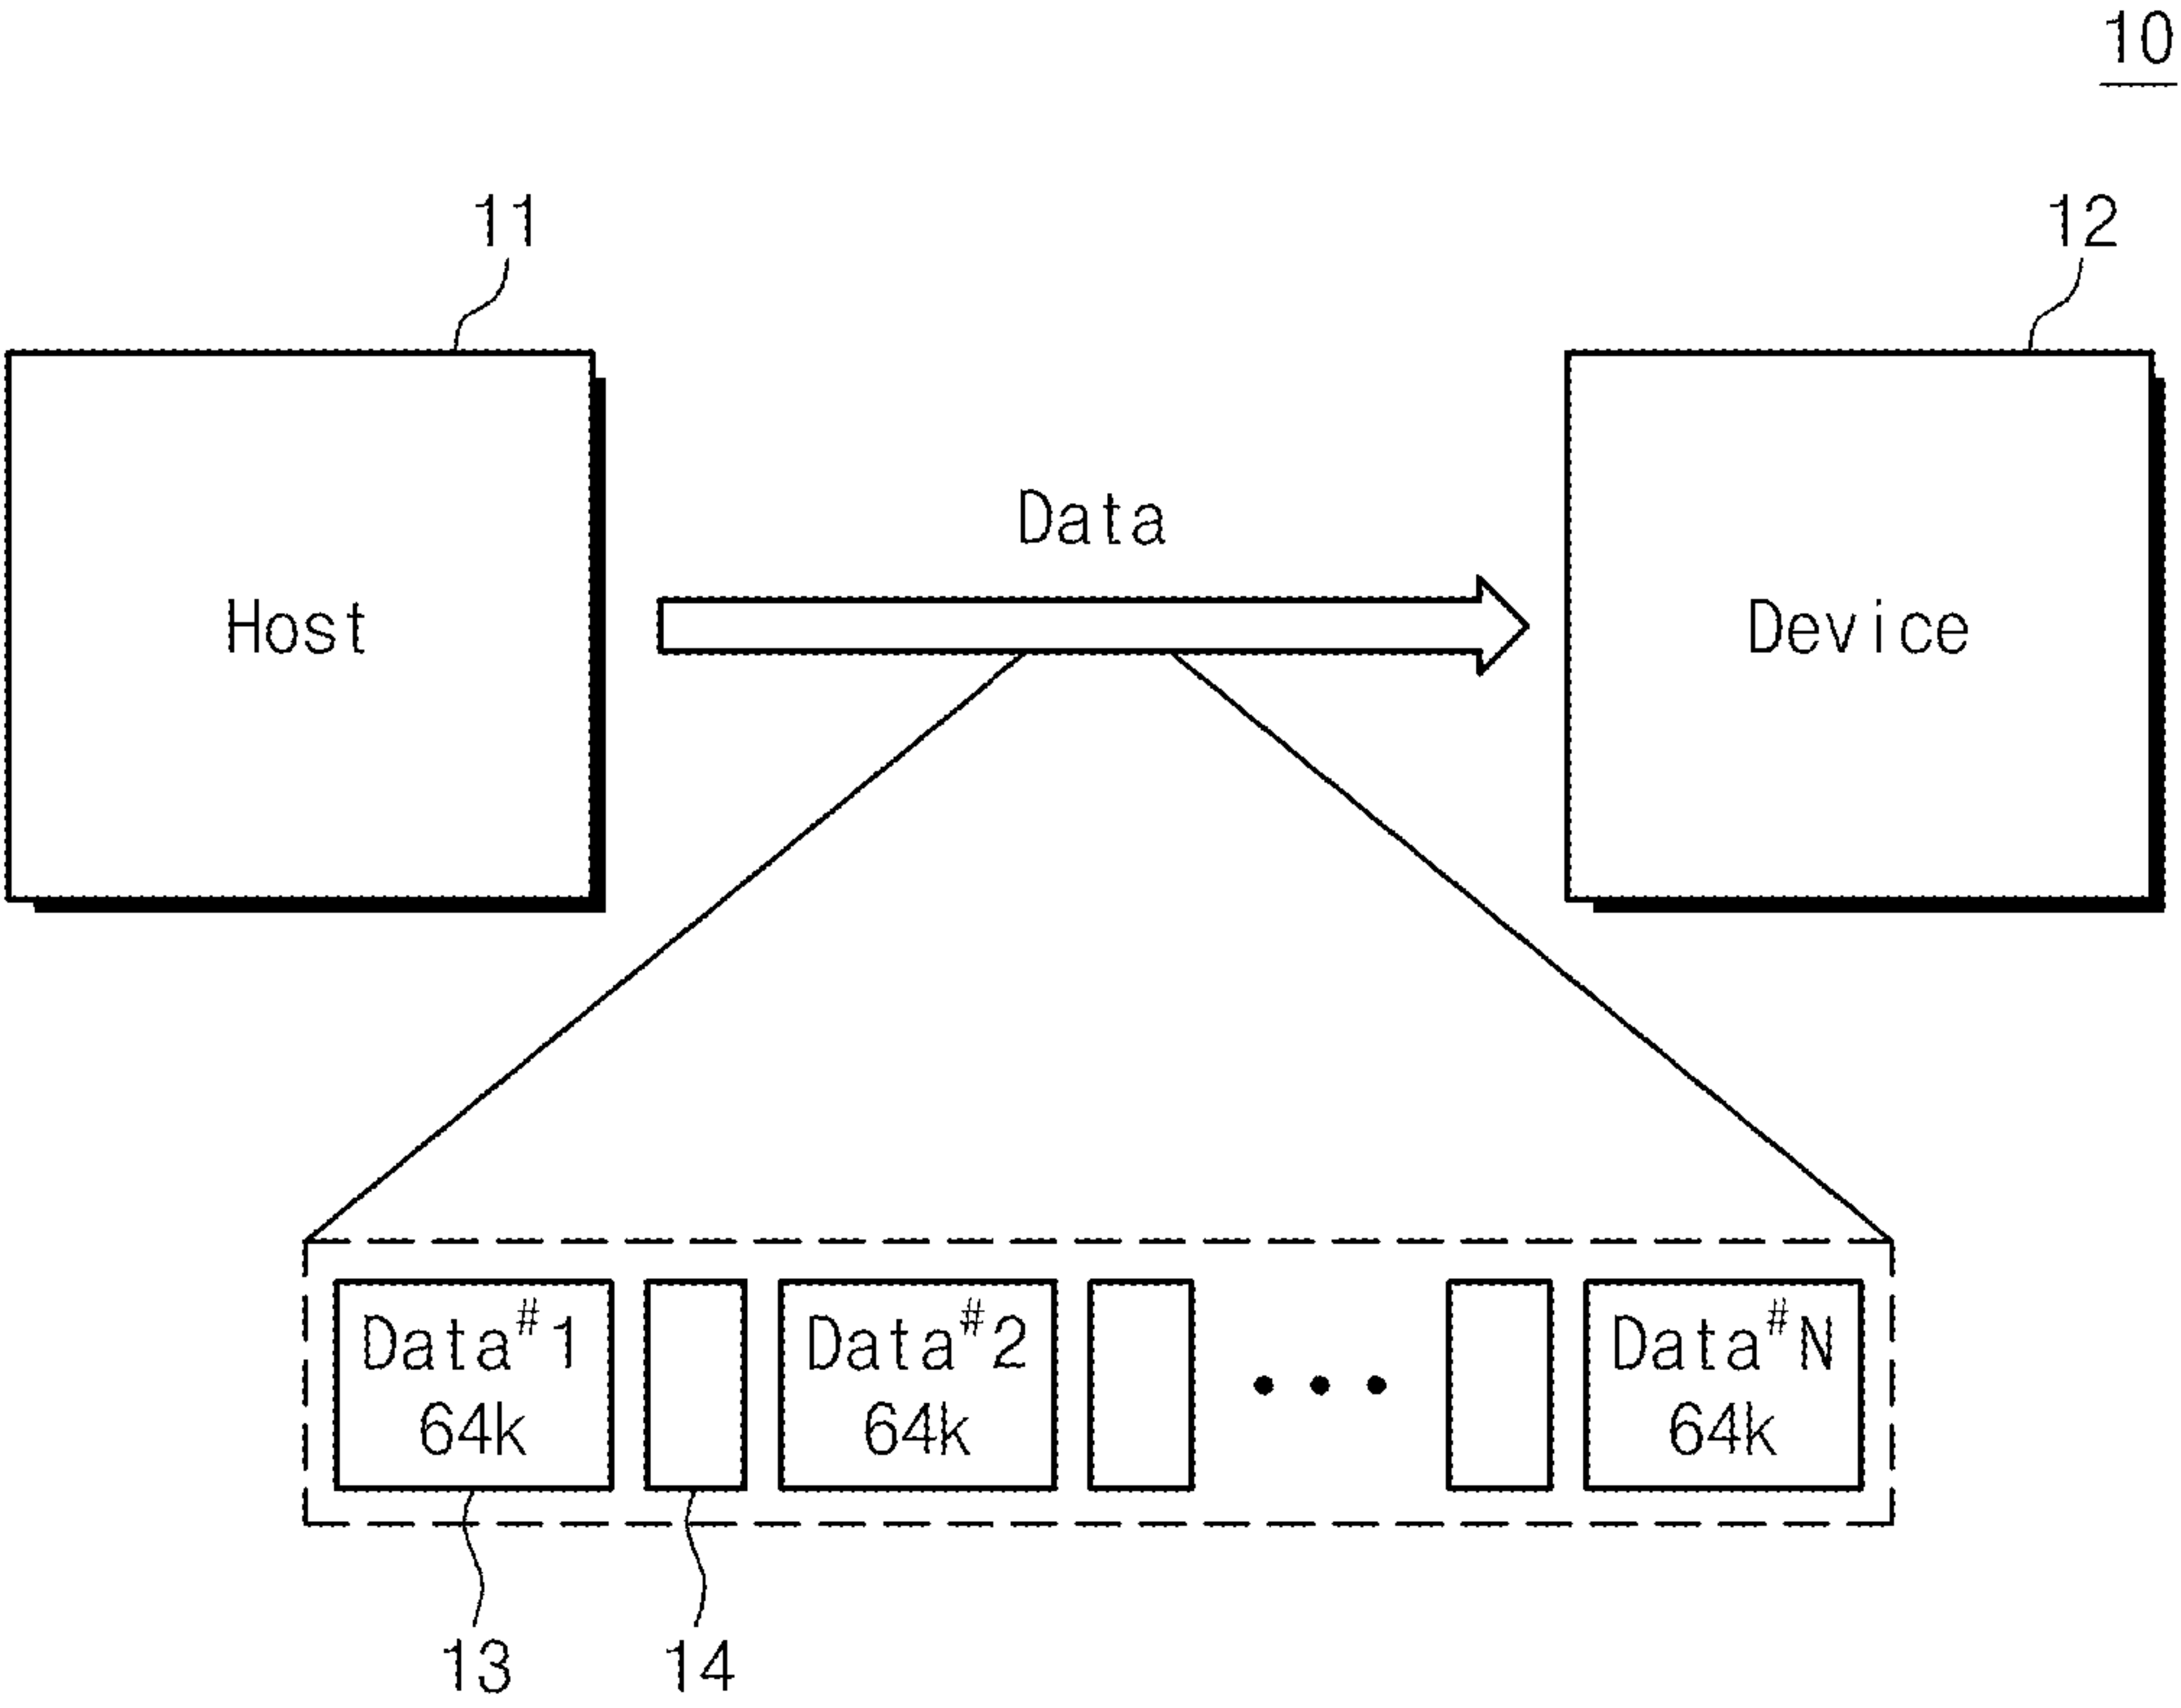 10
11
12
Data
Host
Device
Data#1
64k
Data#2
64k
Data#N
64k
13
14